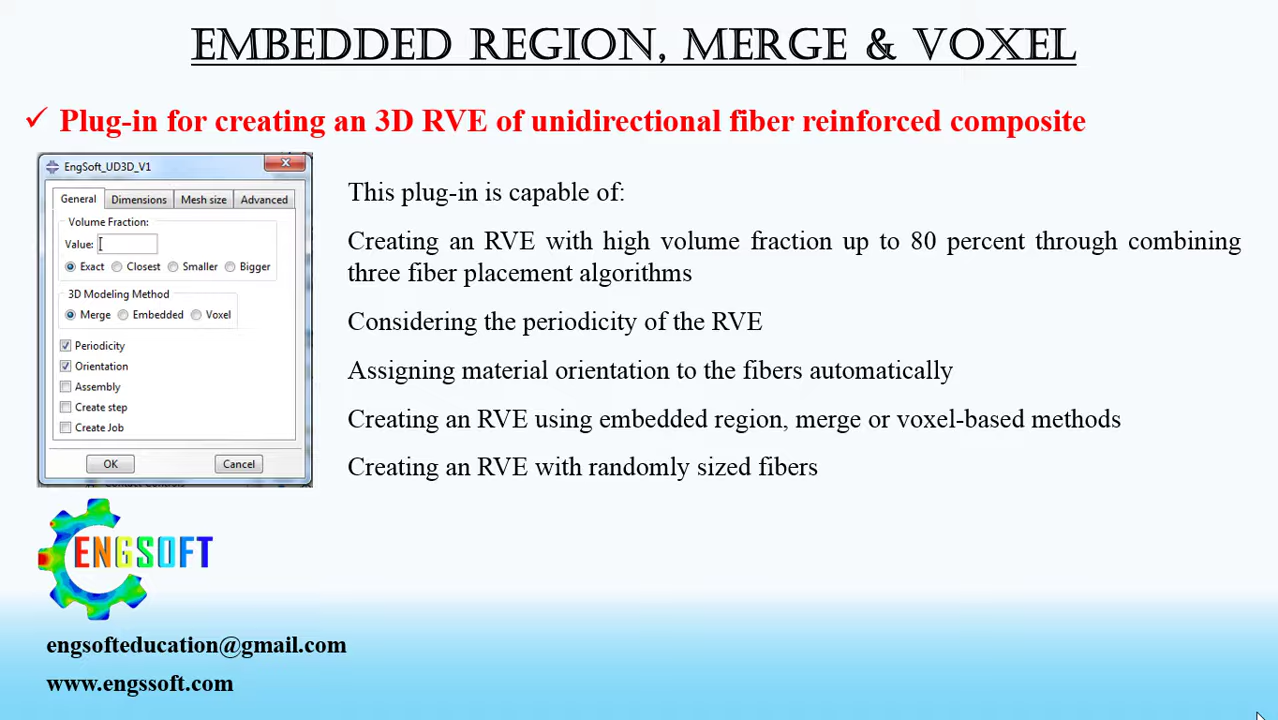 EMBEDDED REGION, MERGE & VOXEL
✓ Plug-in for creating an 3D RVE of unidirectional fiber reinforced composite
EngSoft_UD3D_V1
General Dimensions Mesh size Advanced
Volume Fraction:
Value:
Exact Closest Smaller Bigger
3D Modeling Method
Merge Embedded Voxel
Periodicity
Orientation
Assembly
Create step
Create Job
OK Cancel
This plug-in is capable of:
Creating an RVE with high volume fraction up to 80 percent through combining
three fiber placement algorithms
Considering the periodicity of the RVE
Assigning material orientation to the fibers automatically
Creating an RVE using embedded region, merge or voxel-based methods
Creating an RVE with randomly sized fibers
ENGSOFT
engsofteducation@gmail.com
www.engssoft.com